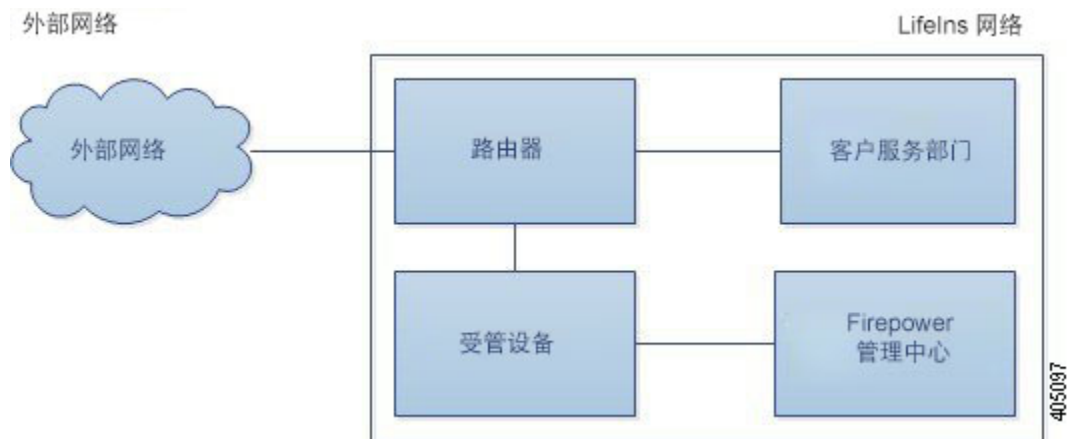 外部网络
LifeIns 网络
外部网络
路由器
客户服务部门
受管设备
Firepower
管理中心
405097